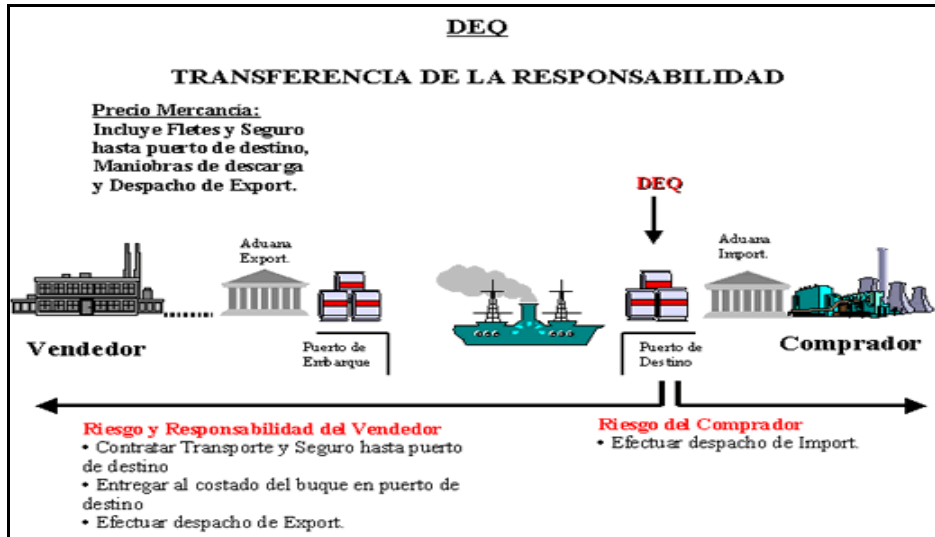 DEQ
TRANSFERENCIA DE LA RESPONSABILIDAD
Precio Mercancía:
Incluye Fletes y Seguro
hasta puerto de destino,
Maniobras de descarga
y Despacho de Export.
DEQ
Aduana
Export.
Aduana
Import.
Vendedor
Puerto de
Embarque
Puerto de
Destino
Comprador
Riesgo y Responsabilidad del Vendedor
• Contratar Transporte y Seguro hasta puerto
de destino
• Entregar al costado del buque en puerto de
destino
• Efectuar despacho de Export.
Riesgo del Comprador
• Efectuar despacho de Import.